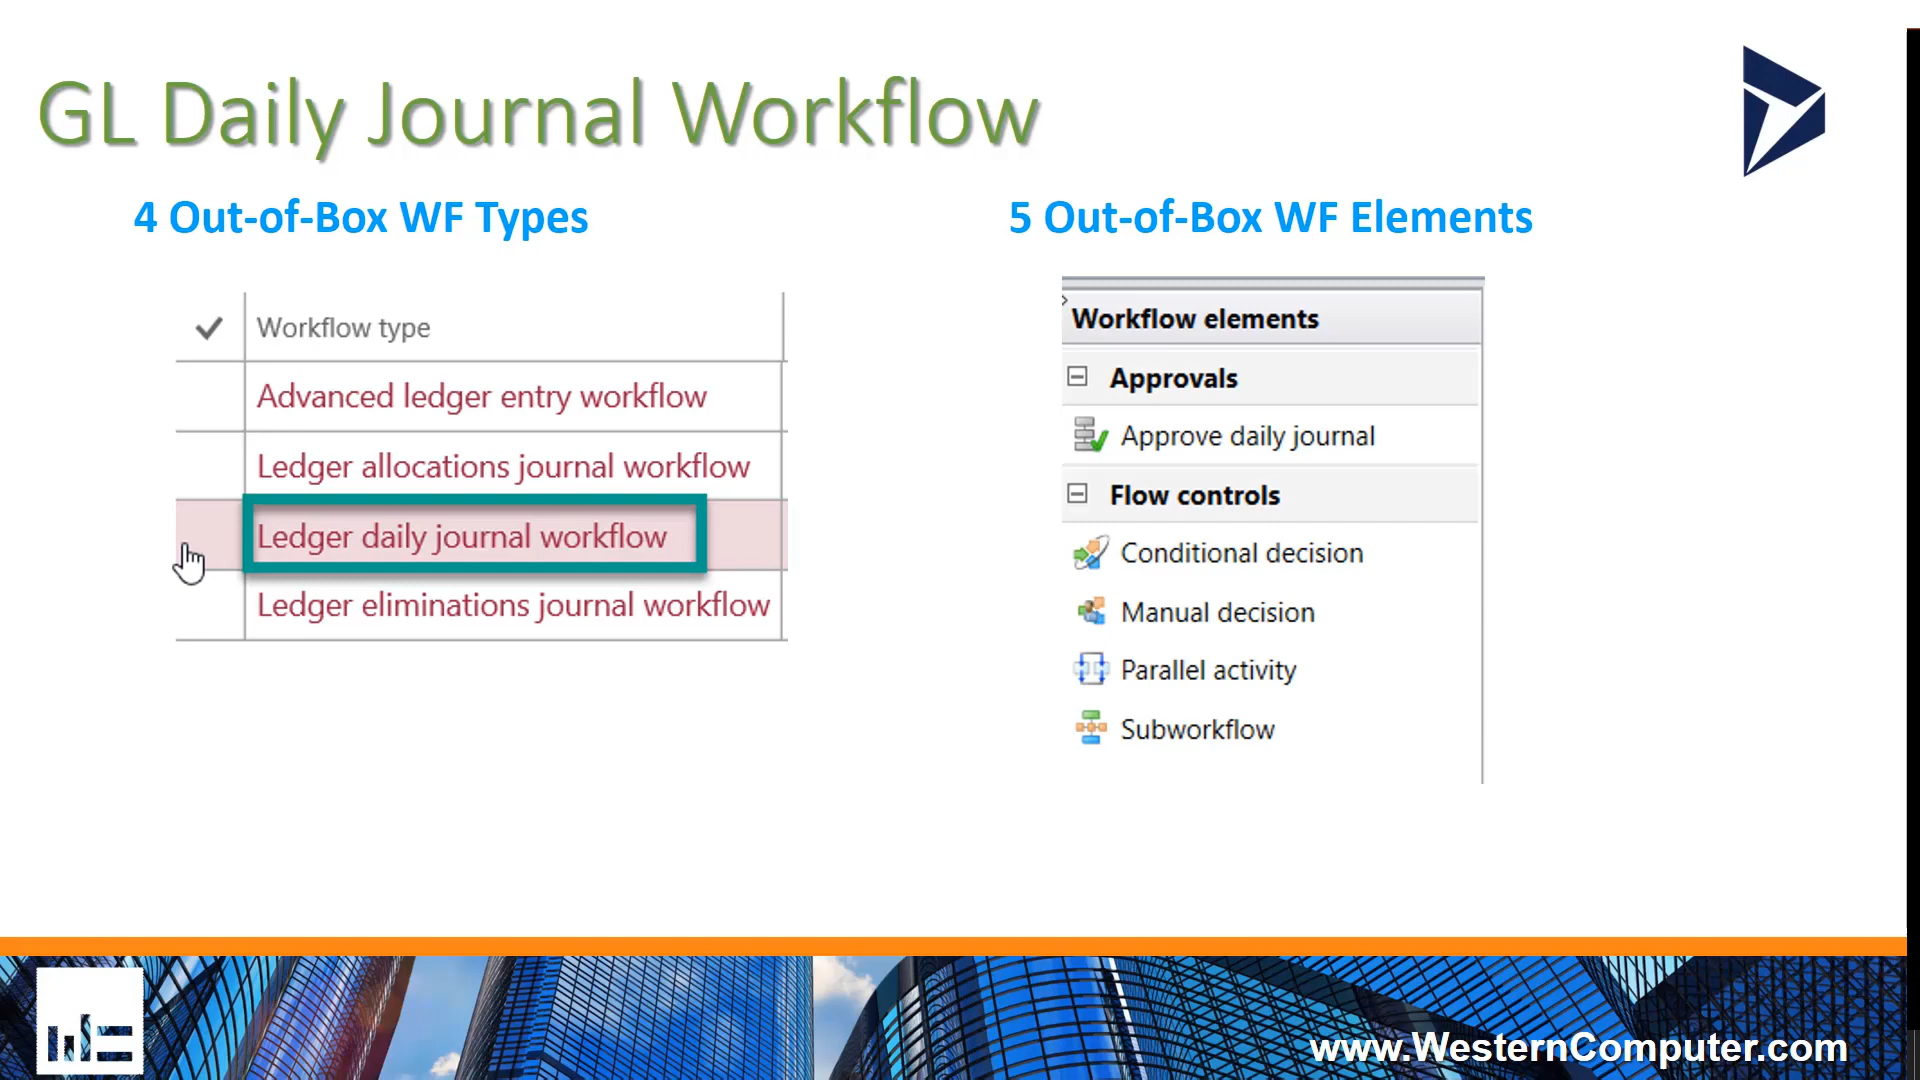 GL Daily Journal Workflow
4 Out-of-Box WF Types
Workflow type
Advanced ledger entry workflow
Ledger allocations journal workflow
Ledger daily journal workflow
Ledger eliminations journal workflow
5 Out-of-Box WF Elements
Workflow elements
Approvals
Approve daily journal
Flow controls
Conditional decision
Manual decision
Parallel activity
Subworkflow
www.WesternComputer.com